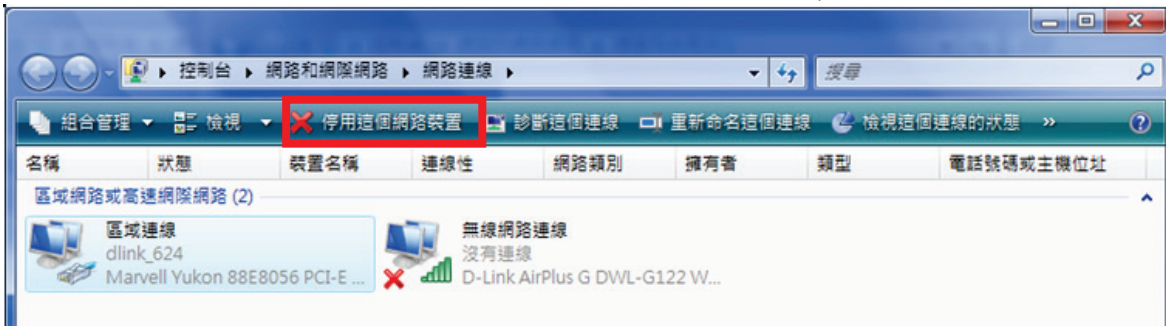 控制台 ▸ 網路和網際網路 ▸ 網路連線 ▸ 搜尋
組合管理 檢視 停用這個網路裝置 診斷這個連線 重新命名這個連線 檢視這個連線的狀態 »
名稱 狀態 裝置名稱 連線性 網路類別 擁有者 類型 電話號碼或主機位址
區域網路或高速網際網路 (2)
區域連線 無線網路連線
dlink_624 沒有連線
Marvell Yukon 88E8056 PCI-E ... D-Link AirPlus G DWL-G122 W...